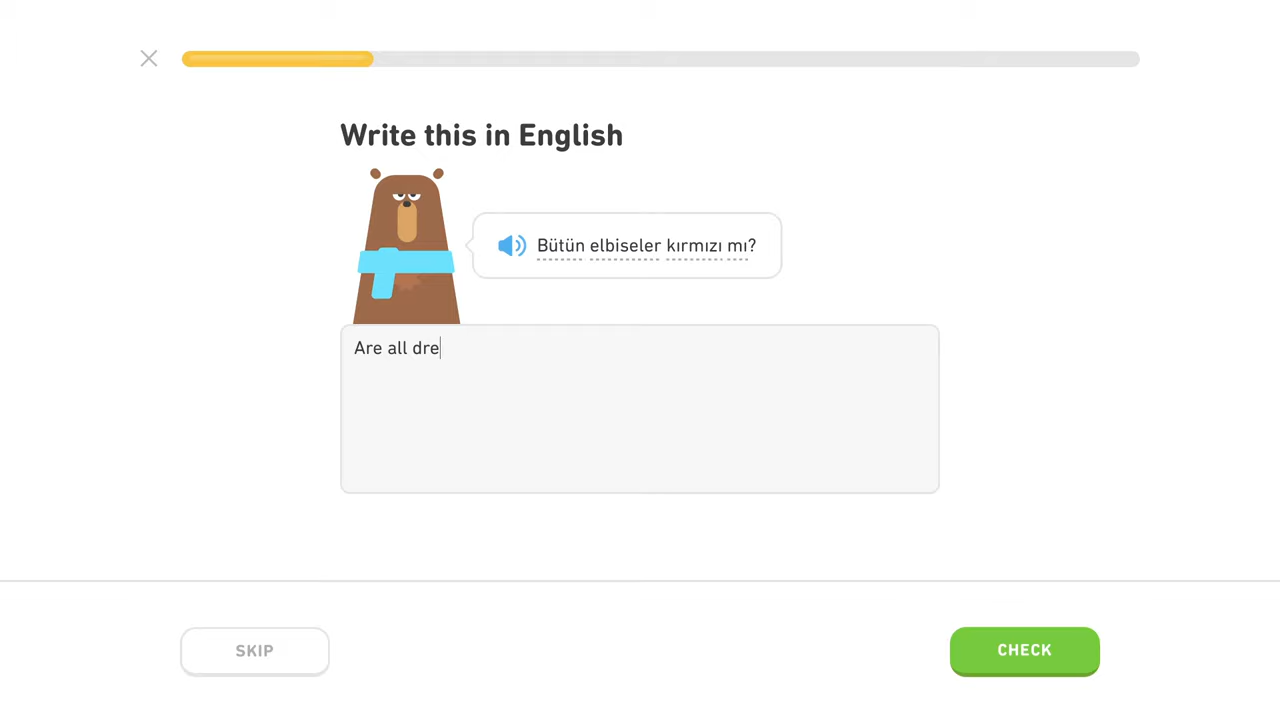 Write this in English
Bütün elbiseler kırmızı mı?
Are all dre
SKIP
CHECK